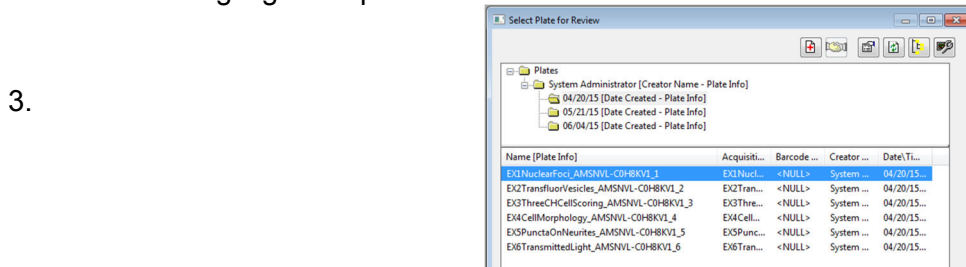 Select Plate for Review
Plates
System Administrator [Creator Name - Plate Info]
3.
04/20/15 [Date Created - Plate Info]
05/21/15 [Date Created - Plate Info]
06/04/15 [Date Created - Plate Info]
Name [Plate Info] Acquisiti... Barcode ... Creator ... Date\Ti...
EX1NuclearFoci_AMSNVL-C0H8KV1_1 EX1Nucl... <NULL> System ... 04/20/15...
EX2TransfluorVesicles_AMSNVL-C0H8KV1_2 EX2Tran... <NULL> System ... 04/20/15...
EX3ThreeCHCellScoring_AMSNVL-C0H8KV1_3 EX3Thre... <NULL> System ... 04/20/15...
EX4CellMorphology_AMSNVL-C0H8KV1_4 EX4Cell... <NULL> System ... 04/20/15...
EX5PunctaOnNeurites_AMSNVL-C0H8KV1_5 EX5Punc... <NULL> System ... 04/20/15...
EX6TransmittedLight_AMSNVL-C0H8KV1_6 EX6Tran... <NULL> System ... 04/20/15...